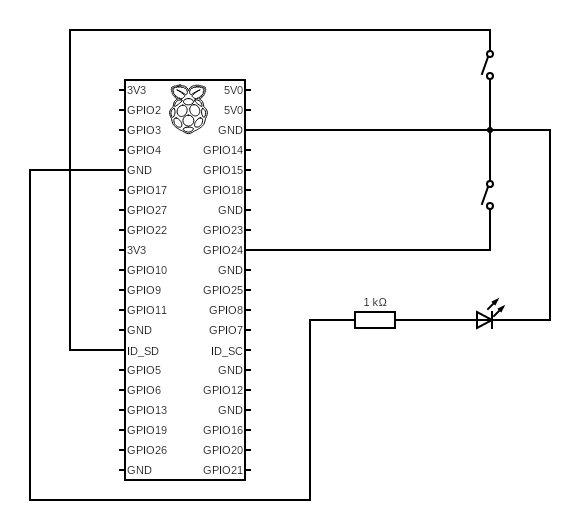 3V3 5V0
GPIO2 5V0
GPIO3 GND
GPIO4 GPIO14
GND GPIO15
GPIO17 GPIO18
GPIO27 GND
GPIO22 GPIO23
3V3 GPIO24
GPIO10 GND
GPIO9 GPIO25
GPIO11 GPIO8
GND GPIO7
ID_SD ID_SC
GPIO5 GND
GPIO6 GPIO12
GPIO13 GND
GPIO19 GPIO16
GPIO26 GPIO20
GND GPIO21
1 kΩ